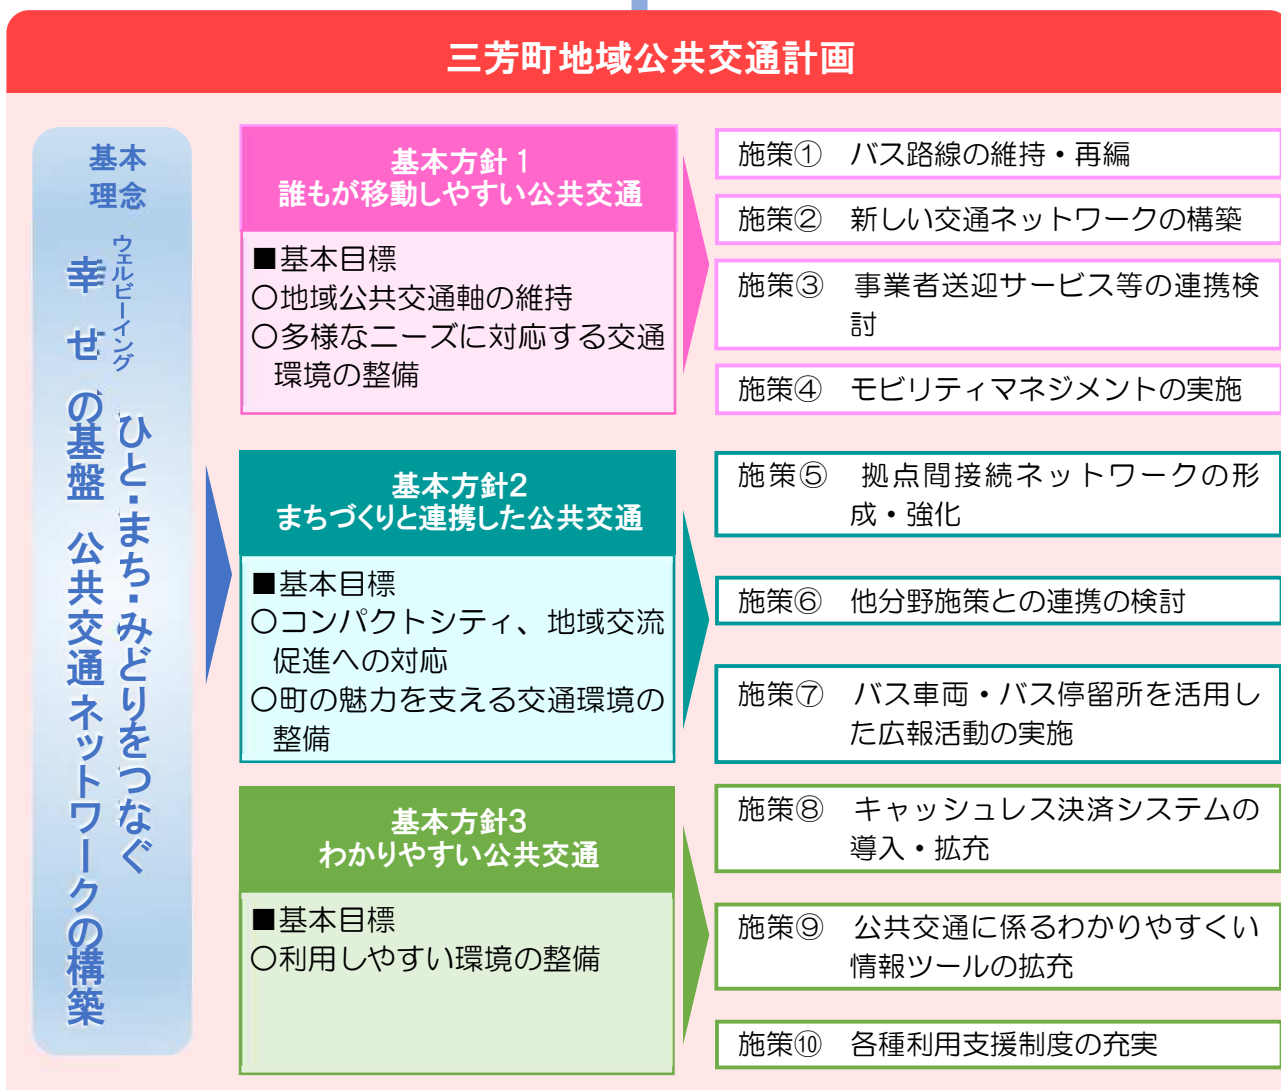 三芳町地域公共交通計画
基本
理念
ひと・まち・みどりをつなぐ
ウェルビーイング
幸せの基盤 公共交通ネットワークの構築
基本方針1
誰もが移動しやすい公共交通
■基本目標
〇地域公共交通軸の維持
〇多様なニーズに対応する交通
環境の整備
施策① バス路線の維持・再編
施策② 新しい交通ネットワークの構築
施策③ 事業者送迎サービス等の連携検
討
施策④ モビリティマネジメントの実施
基本方針2
まちづくりと連携した公共交通
■基本目標
〇コンパクトシティ、地域交流
促進への対応
〇町の魅力を支える交通環境の
整備
施策⑤ 拠点間接続ネットワークの形
成・強化
施策⑥ 他分野施策との連携の検討
施策⑦ バス車両・バス停留所を活用し
た広報活動の実施
基本方針3
わかりやすい公共交通
■基本目標
〇利用しやすい環境の整備
施策⑧ キャッシュレス決済システムの
導入・拡充
施策⑨ 公共交通に係るわかりやすくい
情報ツールの拡充
施策⑩ 各種利用支援制度の充実